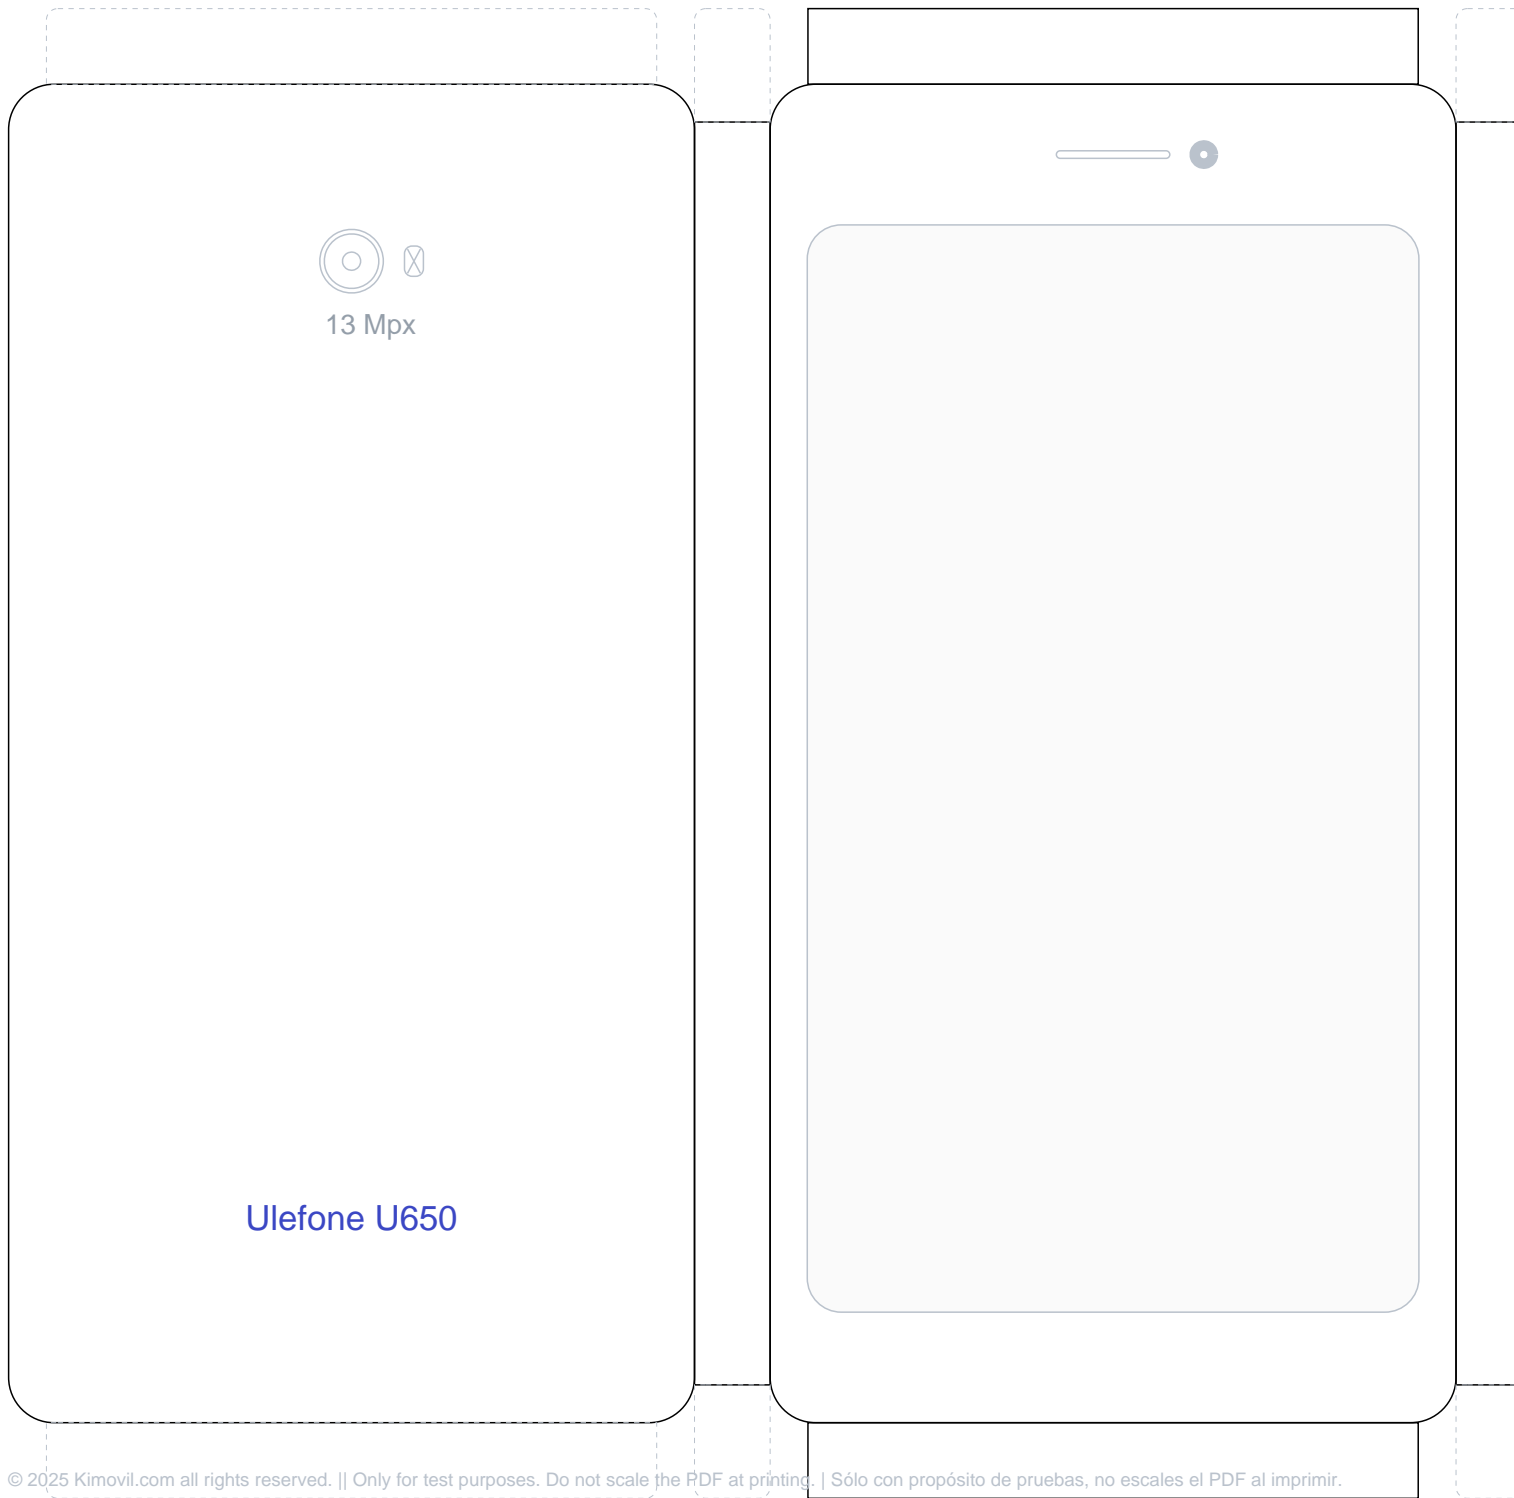 13 Mpx
Ulefone U650
© 2025 Kimovil.com all rights reserved. || Only for test purposes. Do not scale the PDF at printing. | Sólo con propósito de pruebas, no escales el PDF al imprimir.